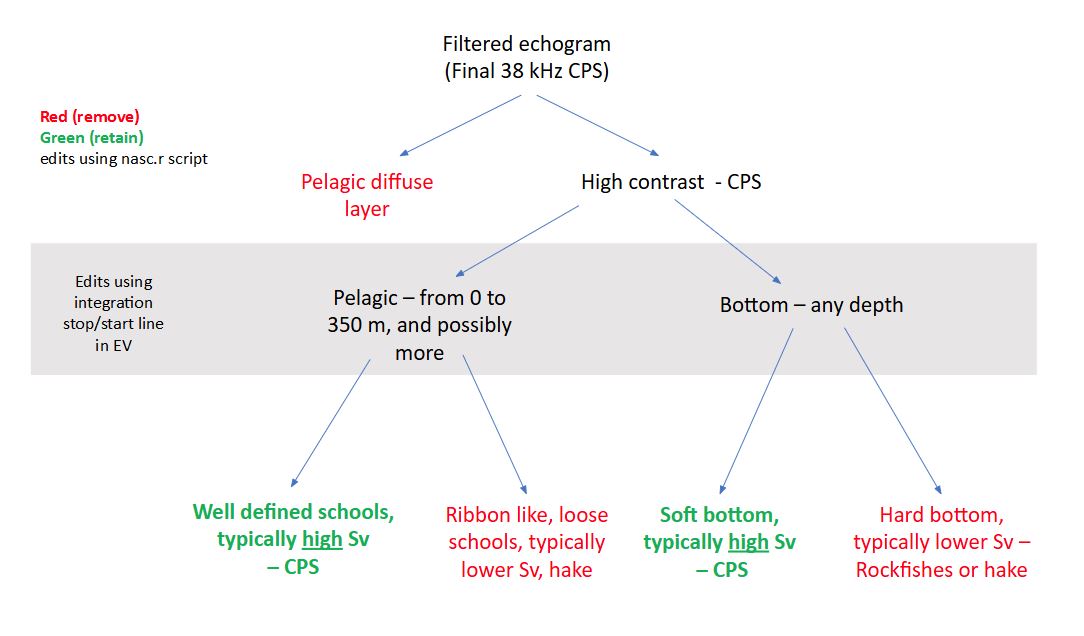 Filtered echogram
(Final 38 kHz CPS)
Red (remove)
Green (retain)
edits using nasc.r script
Pelagic diffuse
layer
High contrast  - CPS
Edits using
integration
stop/start line
in EV
Pelagic – from 0 to
350 m, and possibly
more
Bottom – any depth
Well defined schools,
typically high Sv
– CPS
Ribbon like, loose
schools, typically
lower Sv, hake
Soft bottom,
typically high Sv
– CPS
Hard bottom,
typically lower Sv –
Rockfishes or hake